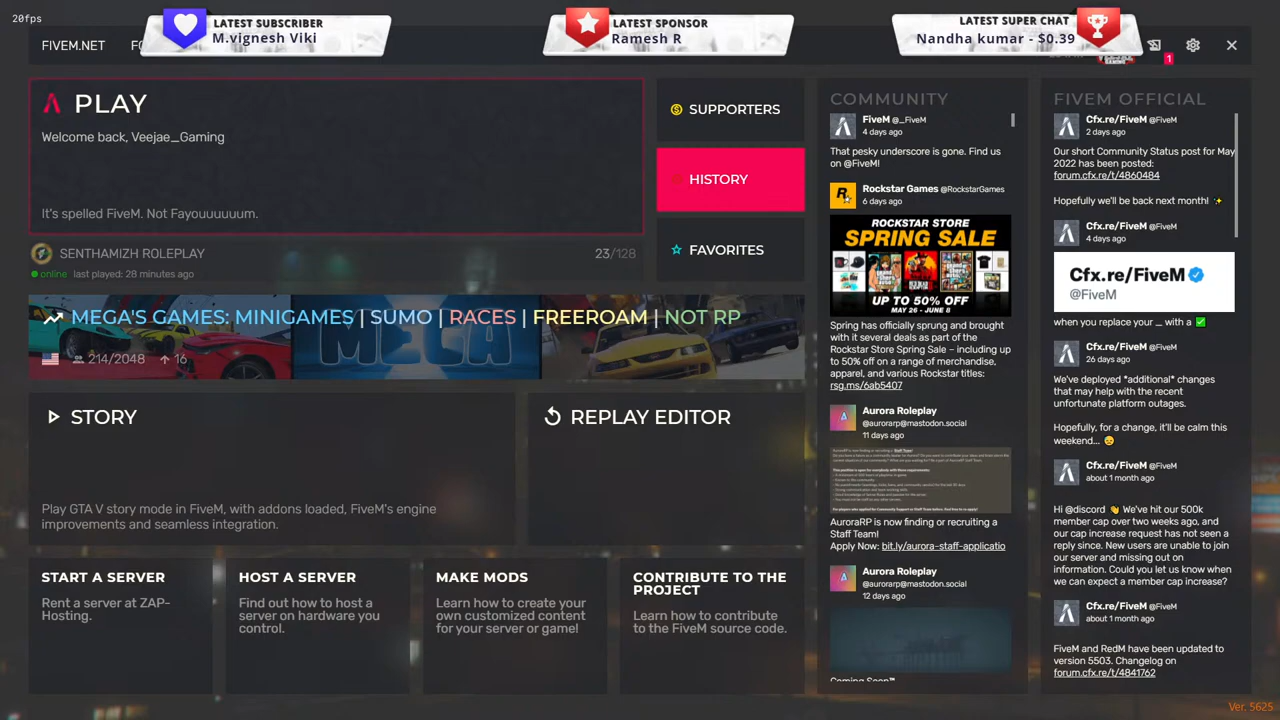 20fps
LATEST SUBSCRIBER
M.vignesh Viki
LATEST SPONSOR
Ramesh R
LATEST SUPER CHAT
Nandha kumar - $0.39
FIVEM.NET
1
PLAY
Welcome back, Veejae_Gaming
It's spelled FiveM. Not Fayouuuuuum.
SENTHAMIZH ROLEPLAY
23/128
online last played: 28 minutes ago
SUPPORTERS
HISTORY
FAVORITES
MEGA'S GAMES: MINIGAMES | SUMO | RACES | FREEROAM | NOT RP
MEGA
214/2048 16
STORY
Play GTA V story mode in FiveM, with addons loaded, FiveM's engine
improvements and seamless integration.
REPLAY EDITOR
START A SERVER
Rent a server at ZAP-
Hosting.
HOST A SERVER
Find out how to host a
server on hardware you
control.
MAKE MODS
Learn how to create your
own customized content
for your server or game!
CONTRIBUTE TO THE
PROJECT
Learn how to contribute
to the FiveM source code.
COMMUNITY
FiveM @_FiveM
4 days ago
That pesky underscore is gone. Find us
on @FiveM!
Rockstar Games @RockstarGames
6 days ago
ROCKSTAR STORE
SPRING SALE
UP TO 50% OFF
MAY 26 - JUNE 8
Spring has officially sprung and brought
with it several deals as part of the
Rockstar Store Spring Sale – including up
to 50% off on a range of merchandise,
apparel, and various Rockstar titles:
rsg.ms/6ab5407
Aurora Roleplay
@aurorarp@mastodon.social
11 days ago
AuroraRP is now finding or recruiting a
Staff Team!
Apply Now: bit.ly/aurora-staff-applicatio
Aurora Roleplay
@aurorarp@mastodon.social
12 days ago
Coming Soon™
FIVEM OFFICIAL
Cfx.re/FiveM @FiveM
2 days ago
Our short Community Status post for May
2022 has been posted:
forum.cfx.re/t/4860484
Hopefully we'll be back next month! ✨
Cfx.re/FiveM @FiveM
4 days ago
Cfx.re/FiveM
@FiveM
when you replace your _ with a ✅
Cfx.re/FiveM @FiveM
26 days ago
We've deployed *additional* changes
that may help with the recent
unfortunate platform outages.
Hopefully, for a change, it'll be calm this
weekend... 😥
Cfx.re/FiveM @FiveM
about 1 month ago
Hi @discord 👋 We've hit our 500k
member cap over two weeks ago, and
our cap increase request has not seen a
reply since. New users are unable to join
our server and missing out on
information. Could you let us know when
we can expect a member cap increase?
Cfx.re/FiveM @FiveM
about 1 month ago
FiveM and RedM have been updated to
version 5503. Changelog on
forum.cfx.re/t/4841762
Ver. 5625